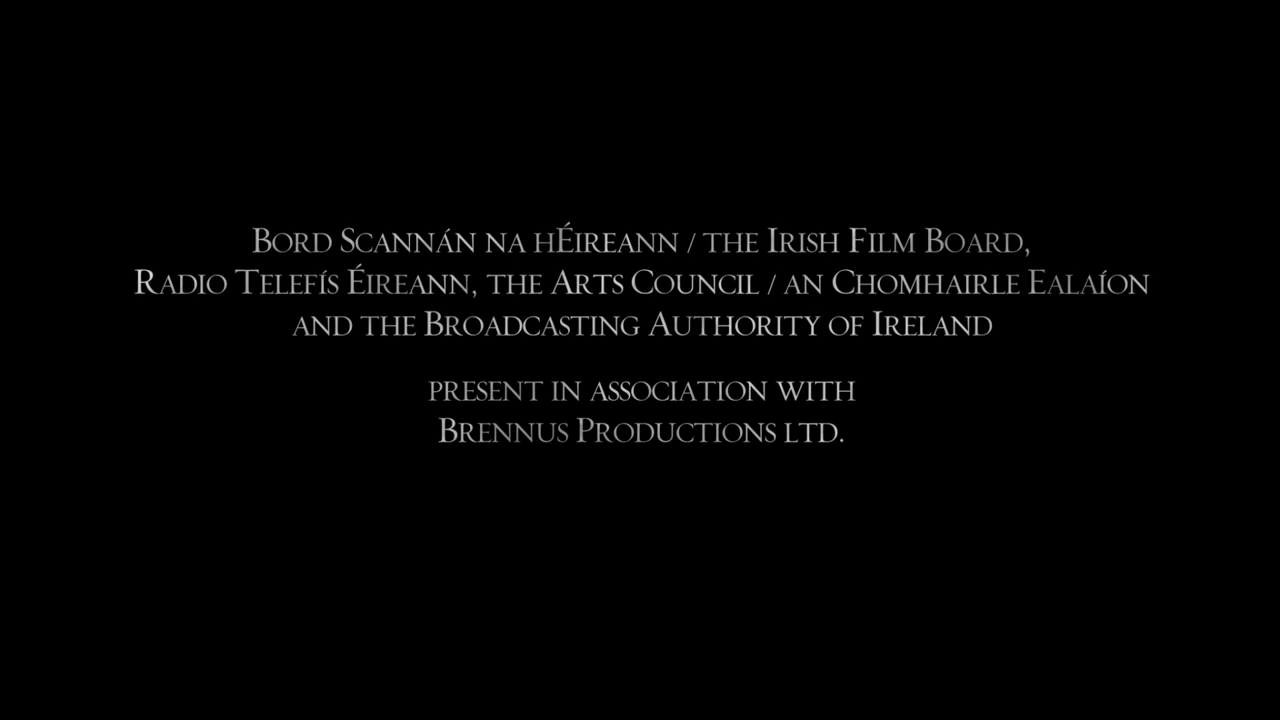 Bord Scannán na hÉireann / the Irish Film Board,
Radio Telefís Éireann, the Arts Council / an Chomhairle Ealaíon
and the Broadcasting Authority of Ireland
present in association with
Brennus Productions ltd.